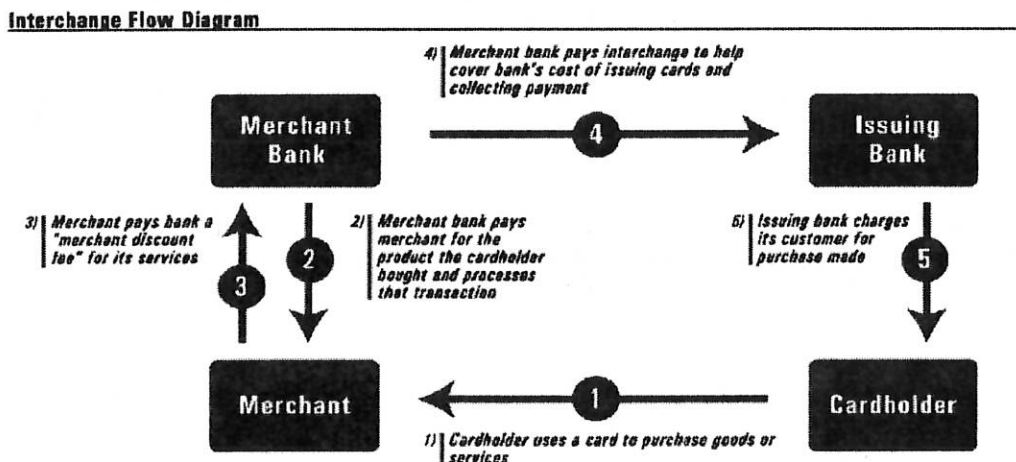 Interchange Flow Diagram
4) Merchant bank pays interchange to help
cover bank's cost of issuing cards and
collecting payment
Merchant
Bank
4
Issuing
Bank
3) Merchant pays bank a
"merchant discount
fee" for its services
3
2
2) Merchant bank pays
merchant for the
product the cardholder
bought and processes
that transaction
5) Issuing bank charges
its customer for
purchase made
5
Merchant
1
Cardholder
1) Cardholder uses a card to purchase goods or
services